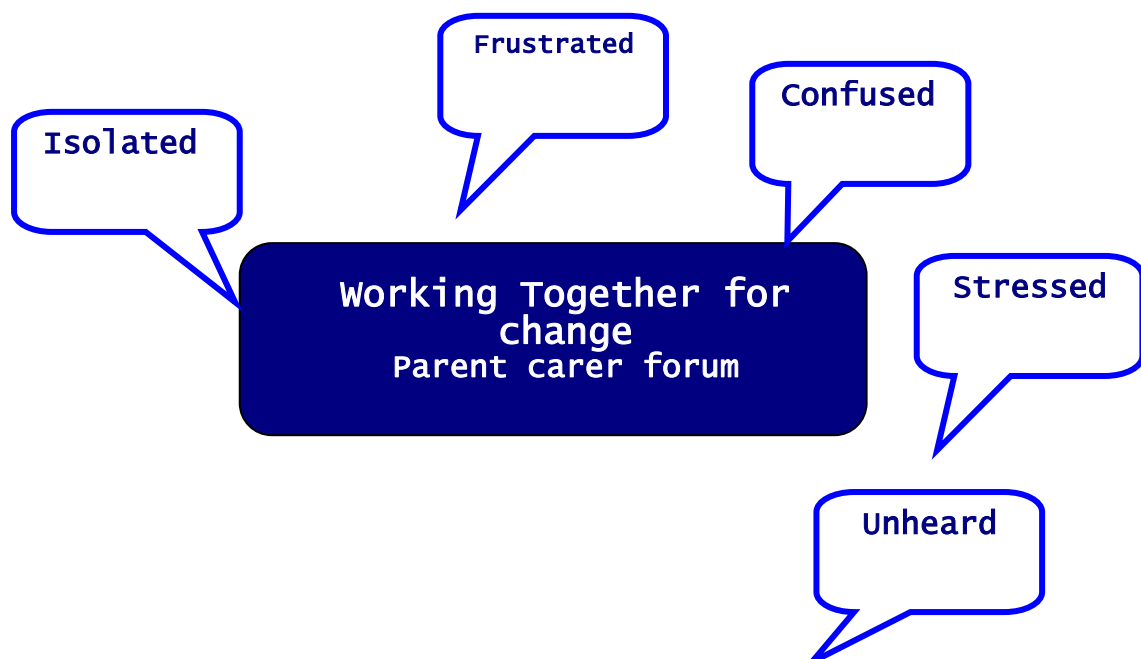 Frustrated
Confused
Isolated
Stressed
Working Together for
change
Parent carer forum
Unheard